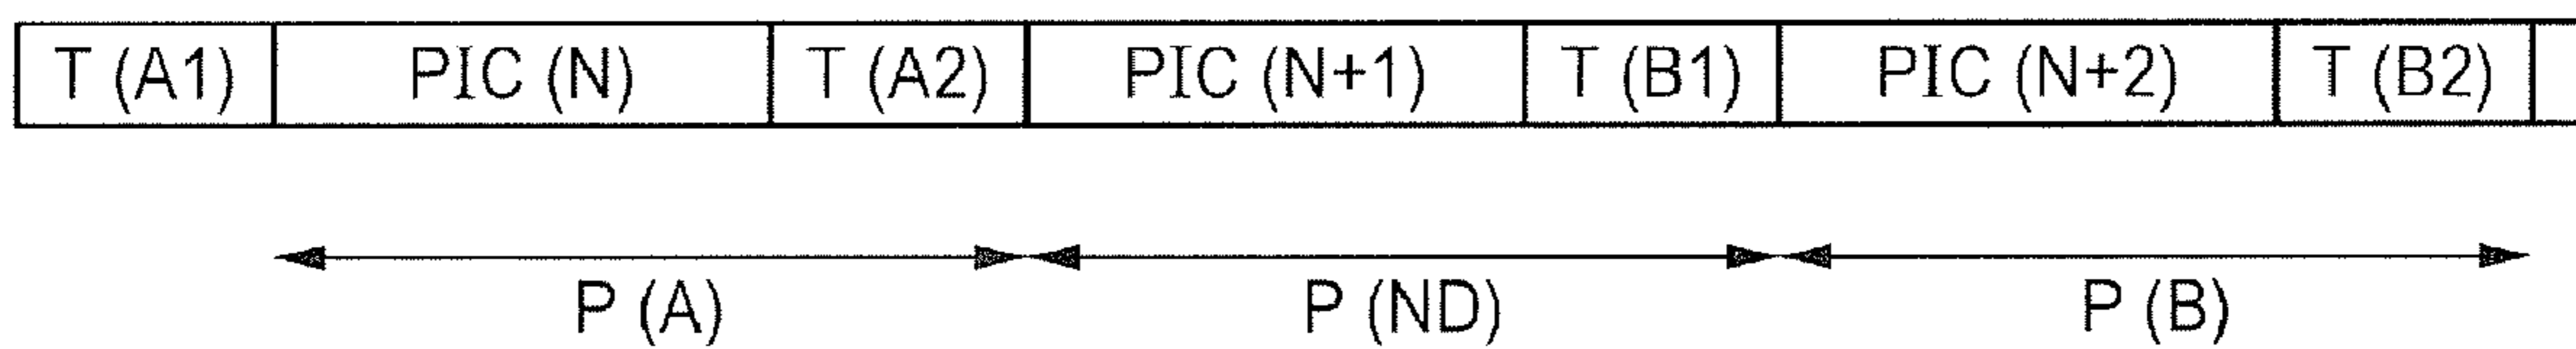 T (A1) PIC (N) T (A2) PIC (N+1) T (B1) PIC (N+2) T (B2)
P (A) P (ND) P (B)